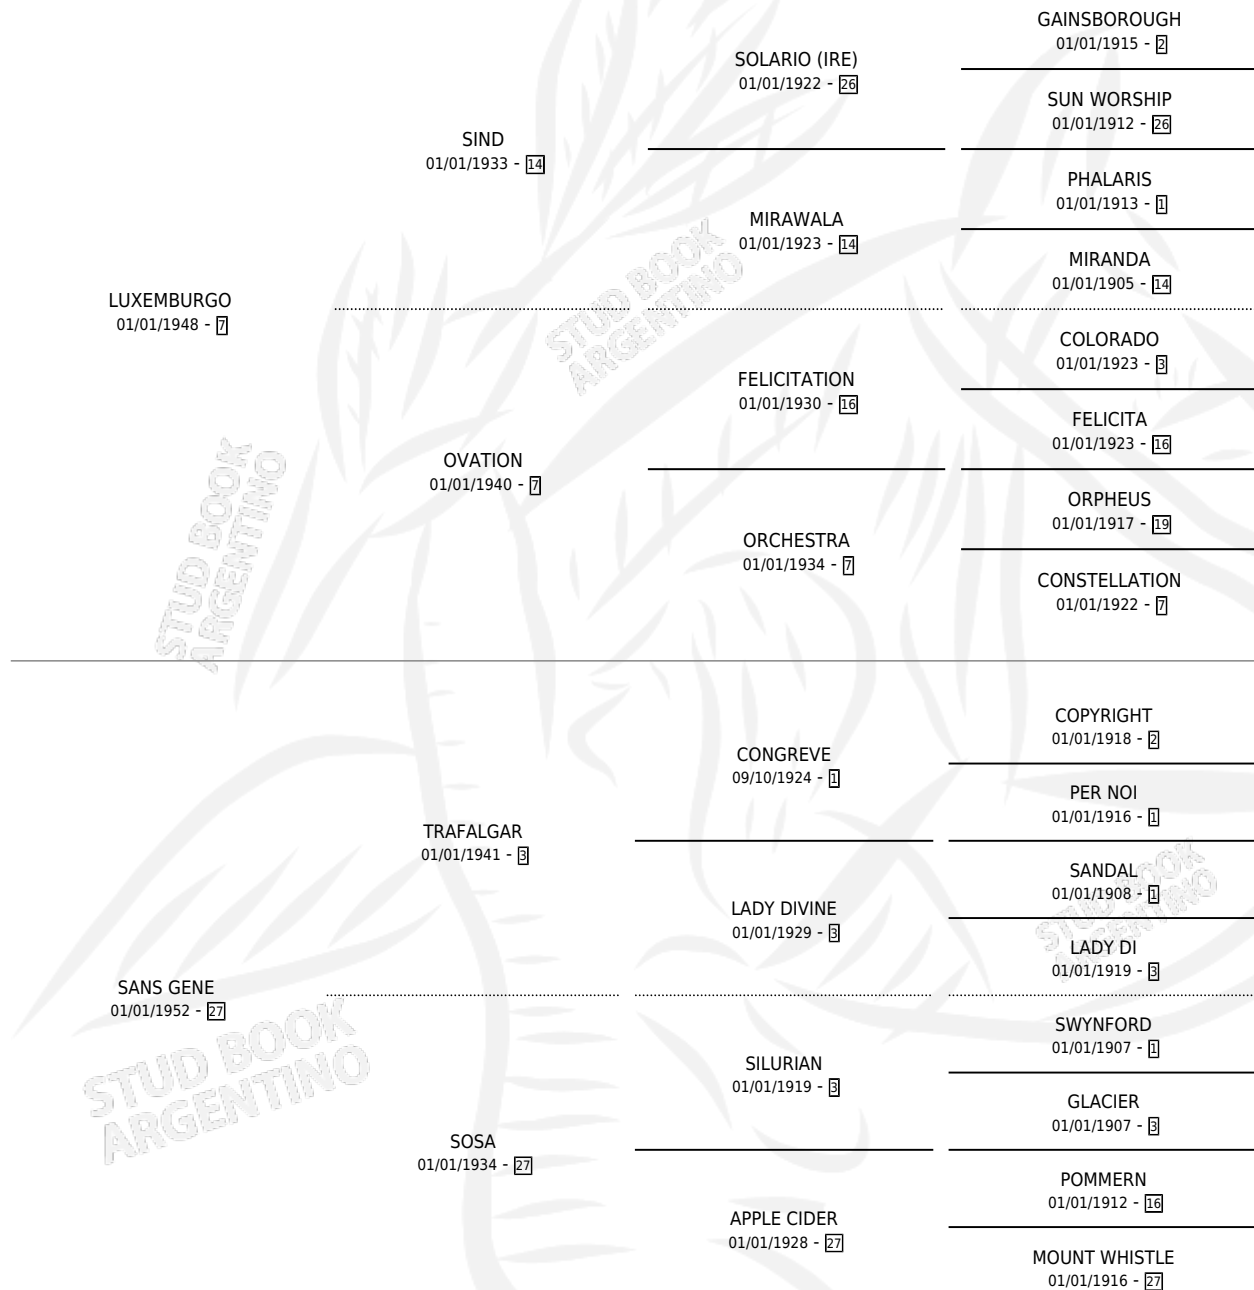 GAINSBOROUGH
01/01/1915 - 2
SOLARIO (IRE)
01/01/1922 - 26
SUN WORSHIP
01/01/1912 - 26
SIND
01/01/1933 - 14
PHALARIS
01/01/1913 - 1
MIRAWALA
01/01/1923 - 14
MIRANDA
01/01/1905 - 14
LUXEMBURGO
01/01/1948 - 7
COLORADO
01/01/1923 - 3
FELICITATION
01/01/1930 - 16
FELICITA
01/01/1923 - 16
OVATION
01/01/1940 - 7
ORPHEUS
01/01/1917 - 19
ORCHESTRA
01/01/1934 - 7
CONSTELLATION
01/01/1922 - 7
COPYRIGHT
01/01/1918 - 2
CONGREVE
09/10/1924 - 1
PER NOI
01/01/1916 - 1
TRAFALGAR
01/01/1941 - 3
SANDAL
01/01/1908 - 1
LADY DIVINE
01/01/1929 - 3
LADY DI
01/01/1919 - 3
SANS GENE
01/01/1952 - 27
SWYNFORD
01/01/1907 - 1
SILURIAN
01/01/1919 - 3
GLACIER
01/01/1907 - 3
SOSA
01/01/1934 - 27
POMMERN
01/01/1912 - 16
APPLE CIDER
01/01/1928 - 27
MOUNT WHISTLE
01/01/1916 - 27
STUD BOOK
ARGENTINO
STUD BOOK
ARGENTINO
STUD BOOK
ARGENTINO
STUD BOOK
ARGENTINO